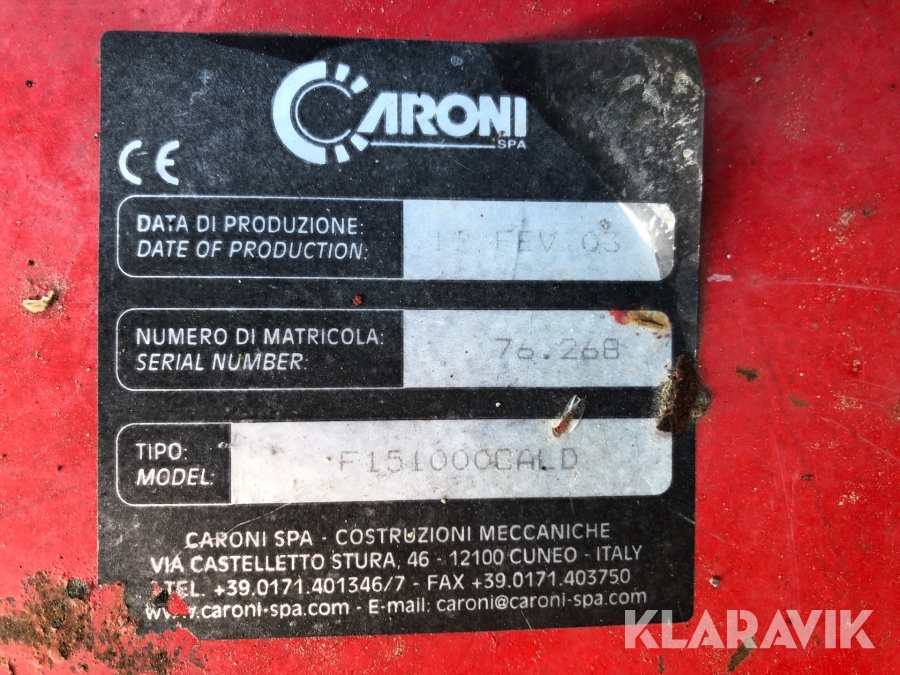 CARONI
SPA
CE
DATA DI PRODUZIONE:
DATE OF PRODUCTION:
FEV 03
NUMERO DI MATRICOLA:
SERIAL NUMBER:
76.268
TIPO:
MODEL:
CARONI SPA - COSTRUZIONI MECCANICHE
VIA CASTELLETTO STURA, 46 - 12100 CUNEO - ITALY
TEL. +39.0171.401346/7 - FAX +39.0171.403750
www.caroni-spa.com - E-mail: caroni@caroni-spa.com
KLARAVIK